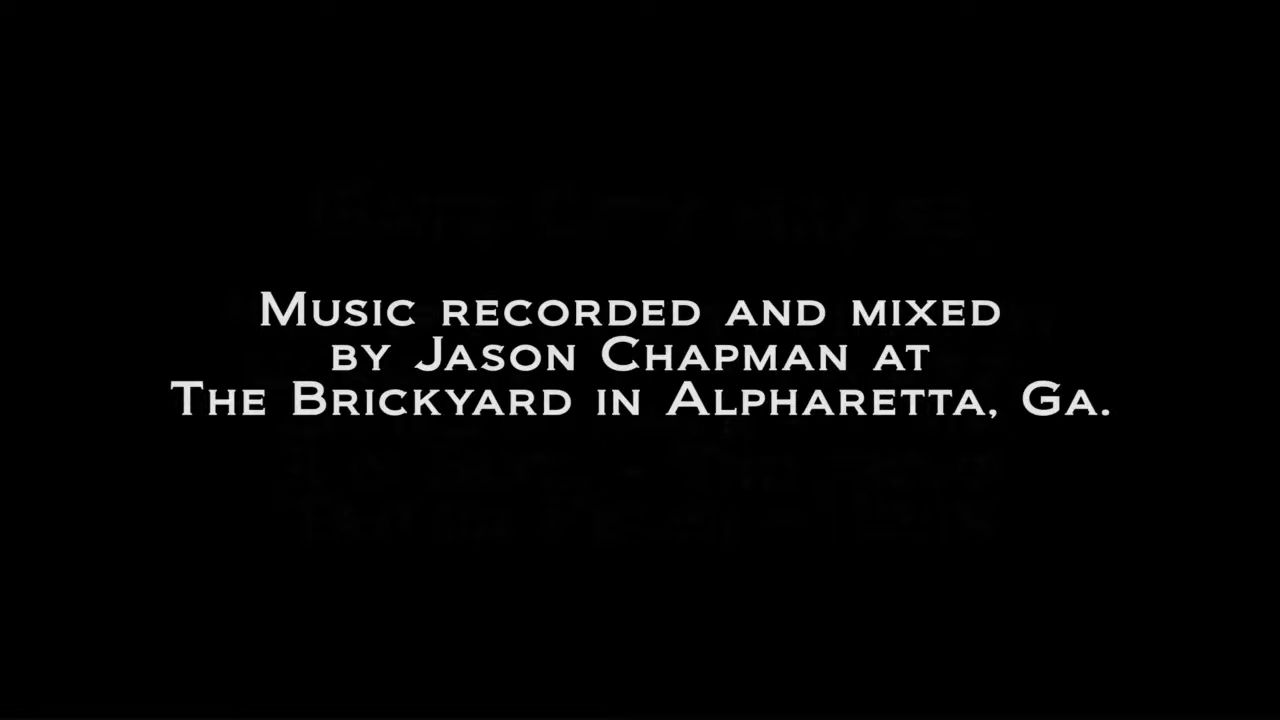 Music recorded and mixed
by Jason Chapman at
The Brickyard in Alpharetta, Ga.